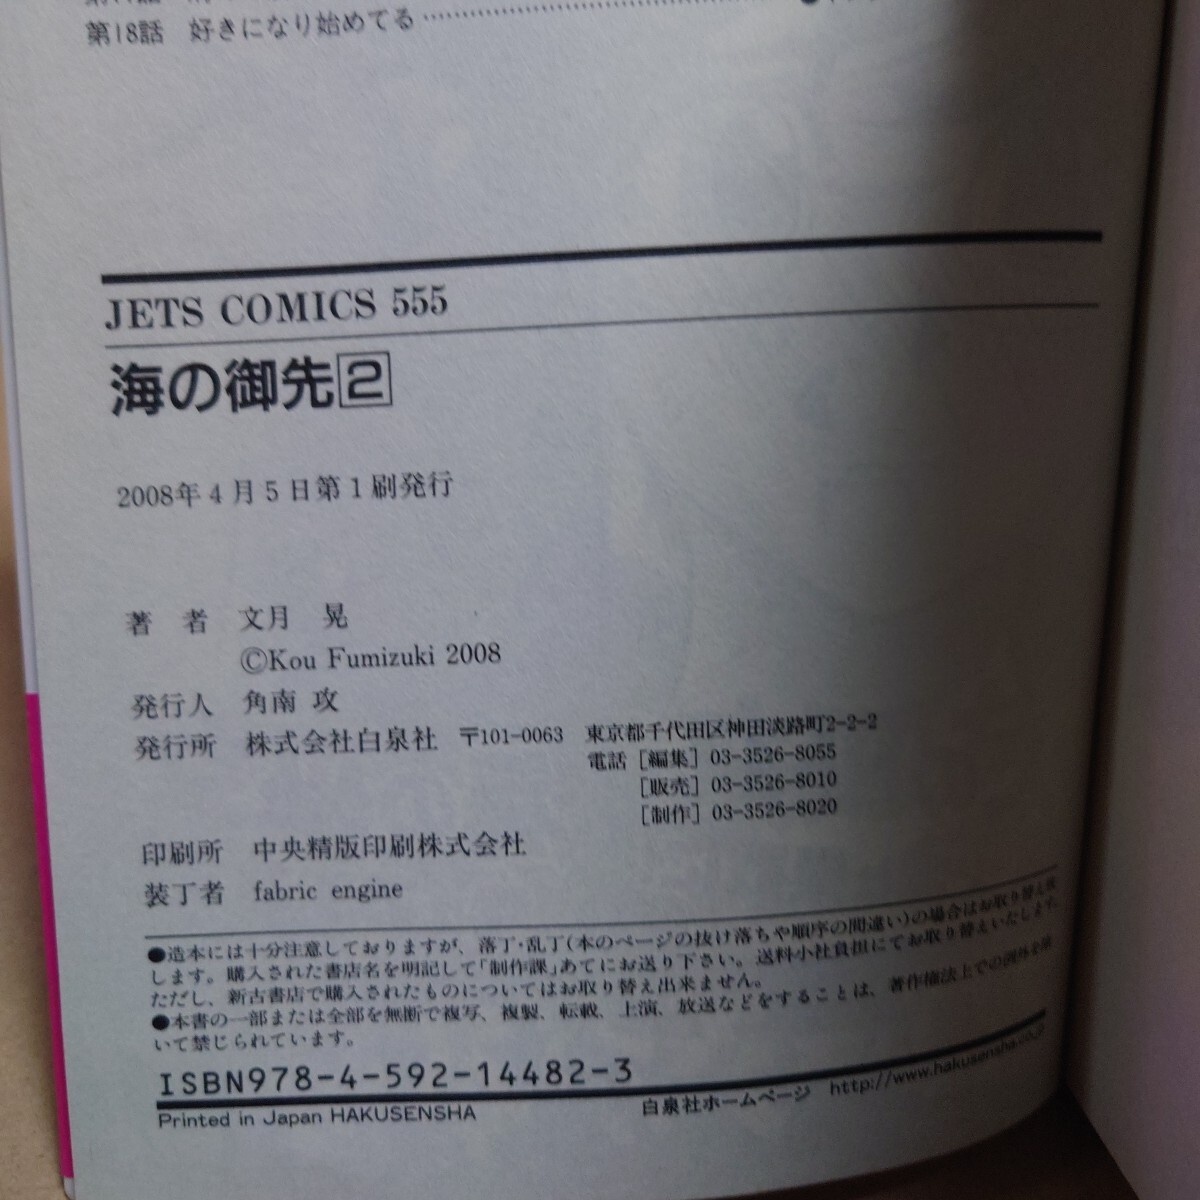 第18話 好きになり始めてる
JETS COMICS 555
海の御先2
2008年4月5日第1刷発行
著 者 文月 晃
©Kou Fumizuki 2008
発行人 角南 攻
発行所 株式会社白泉社 〒101-0063 東京都千代田区神田淡路町2-2-2
電話 [編集] 03-3526-8055
[販売] 03-3526-8010
[制作] 03-3526-8020
印刷所 中央精版印刷株式会社
装丁者 fabric engine
●造本には十分注意しておりますが、落丁・乱丁(本のページの抜け落ちや順序の間違い)の場合はお取り替え致
します。購入された書店名を明記して「制作課」あてにお送り下さい。送料小社負担にてお取り替えいたします。
ただし、新古書店で購入されたものについてはお取り替え出来ません。
●本書の一部または全部を無断で複写、複製、転載、上演、放送などをすることは、著作権法上での例外を除
いて禁じられています。
ISBN978-4-592-14482-3
Printed in Japan HAKUSENSHA
白泉社ホームページ http://www.hakusensha.co.jp